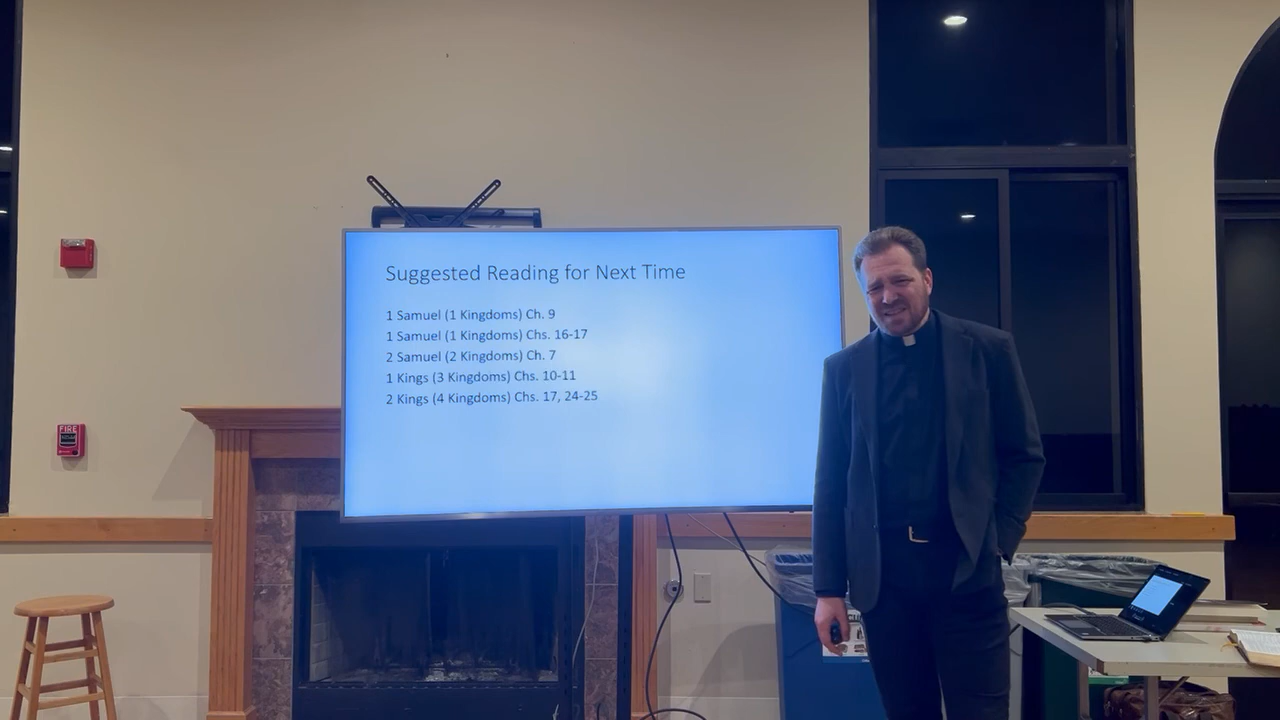 Suggested Reading for Next Time
1 Samuel (1 Kingdoms) Ch. 9
1 Samuel (1 Kingdoms) Chs. 16-17
2 Samuel (2 Kingdoms) Ch. 7
1 Kings (3 Kingdoms) Chs. 10-11
2 Kings (4 Kingdoms) Chs. 17, 24-25
FIRE